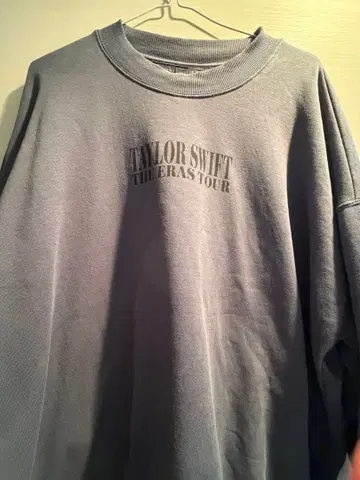 TAYLOR SWIFT
THE ERAS TOUR